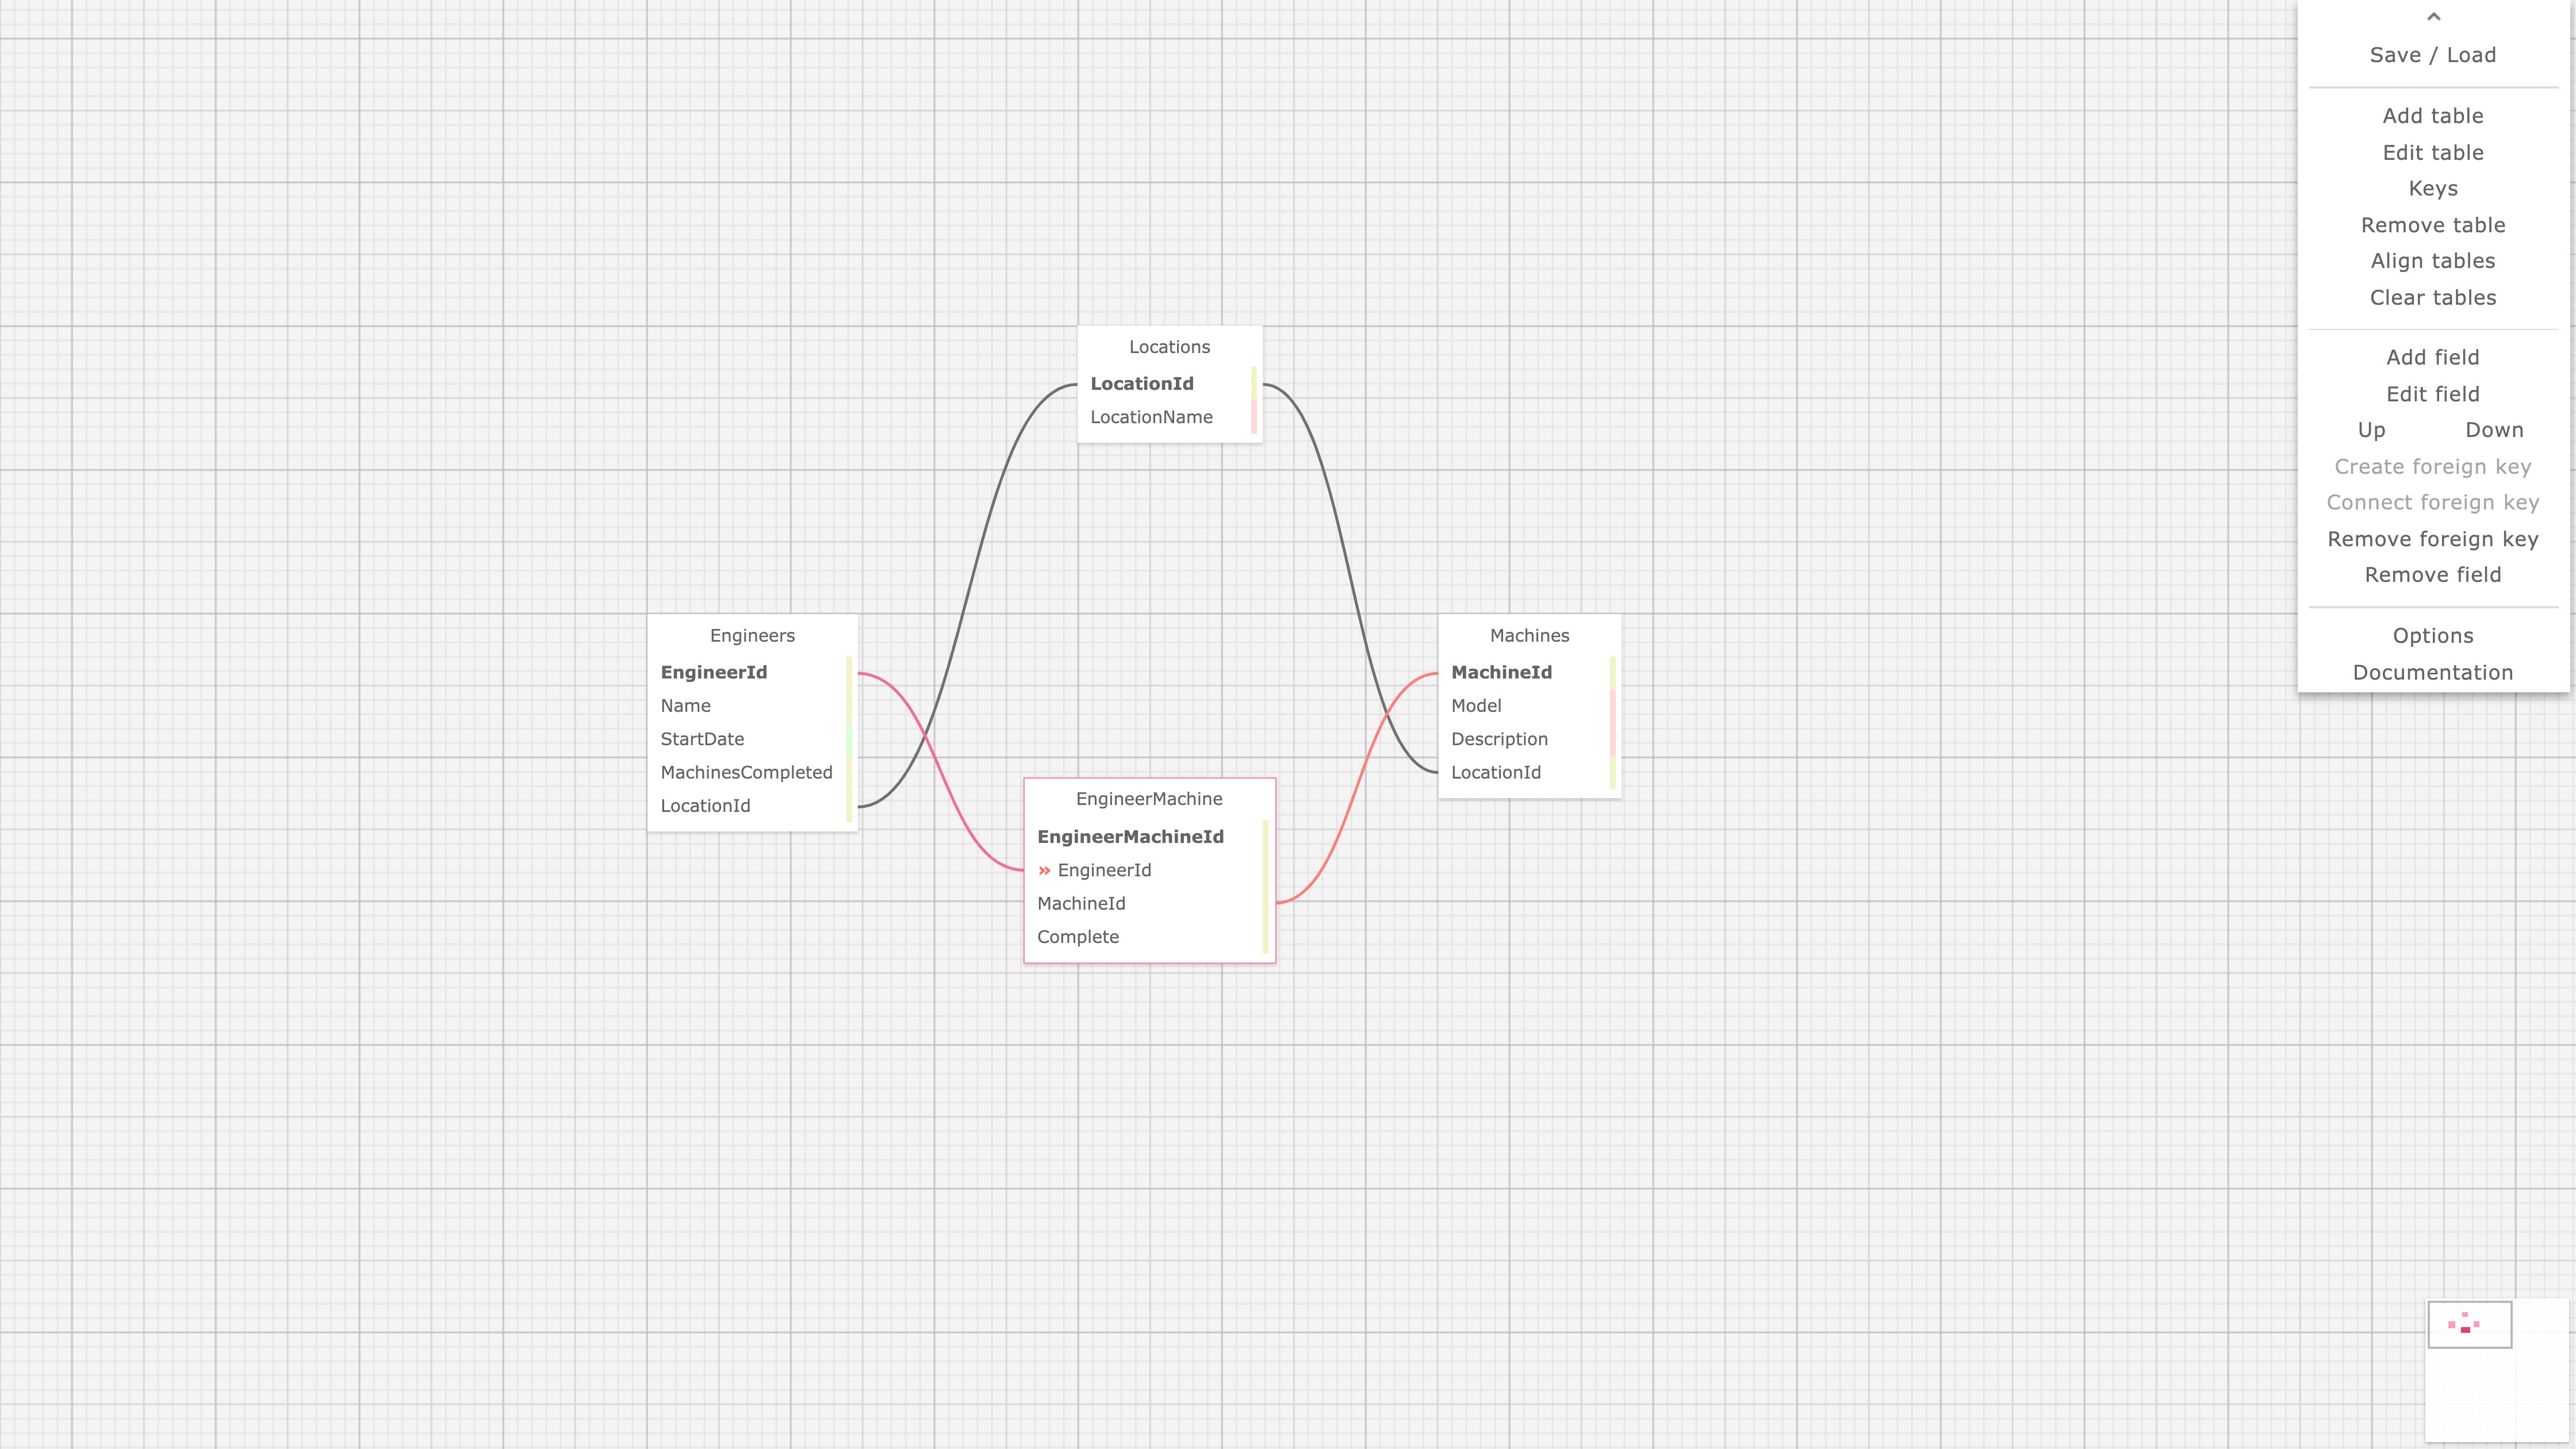 Locations
LocationId
LocationName
Engineers
EngineerId
Name
StartDate
MachinesCompleted
LocationId
EngineerMachine
EngineerMachineId
» EngineerId
MachineId
Complete
Machines
MachineId
Model
Description
LocationId
Save / Load
Add table
Edit table
Keys
Remove table
Align tables
Clear tables
Add field
Edit field
Up Down
Create foreign key
Connect foreign key
Remove foreign key
Remove field
Options
Documentation